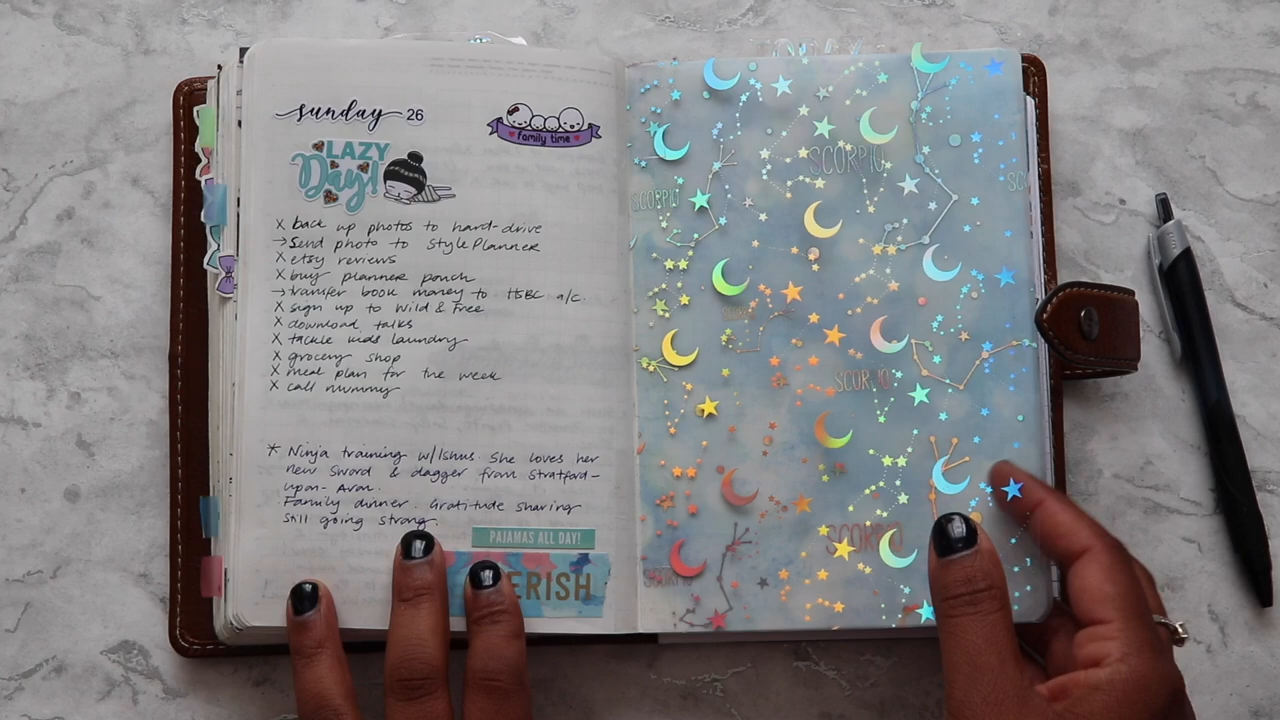 sunday 26
family time
LAZY
Day!
X back up photos to hard-drive
→ Send photo to Style Planner
X etsy reviews
X buy planner pouch
→ transfer book money to HSBC a/c.
X sign up to Wild & Free
X download talks
X tackle kids laundry
X grocery shop
X meal plan for the week
X call mummy
* Ninja training w/Ishus. She loves her
new sword & dagger from Stratford-
upon-Avon.
Family dinner. Gratitude sharing
still going strong.
PAJAMAS ALL DAY!
ERISH
SCORPIO
SCORPIO
SC
SCORPIO
SCORPIO
SCORPIO